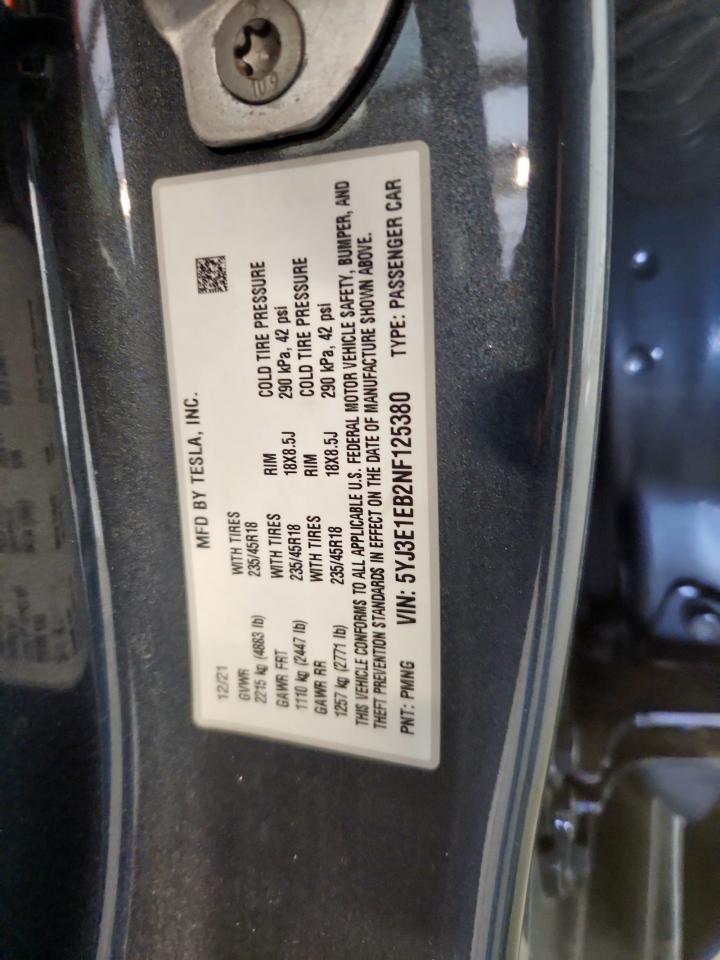 10.9
MFD BY TESLA, INC.
12/21
GVWR WITH TIRES RIM COLD TIRE PRESSURE
2215 kg (4883 lb) 235/45R18 18X8.5J 290 kPa, 42 psi
GAWR FRT WITH TIRES RIM COLD TIRE PRESSURE
1110 kg (2447 lb) 235/45R18 18X8.5J 290 kPa, 42 psi
GAWR RR WITH TIRES
1257 kg (2771 lb) 235/45R18
THIS VEHICLE CONFORMS TO ALL APPLICABLE U.S. FEDERAL MOTOR VEHICLE SAFETY, BUMPER, AND
THEFT PREVENTION STANDARDS IN EFFECT ON THE DATE OF MANUFACTURE SHOWN ABOVE.
PNT: PMNG VIN: 5YJ3E1EB2NF125380 TYPE: PASSENGER CAR